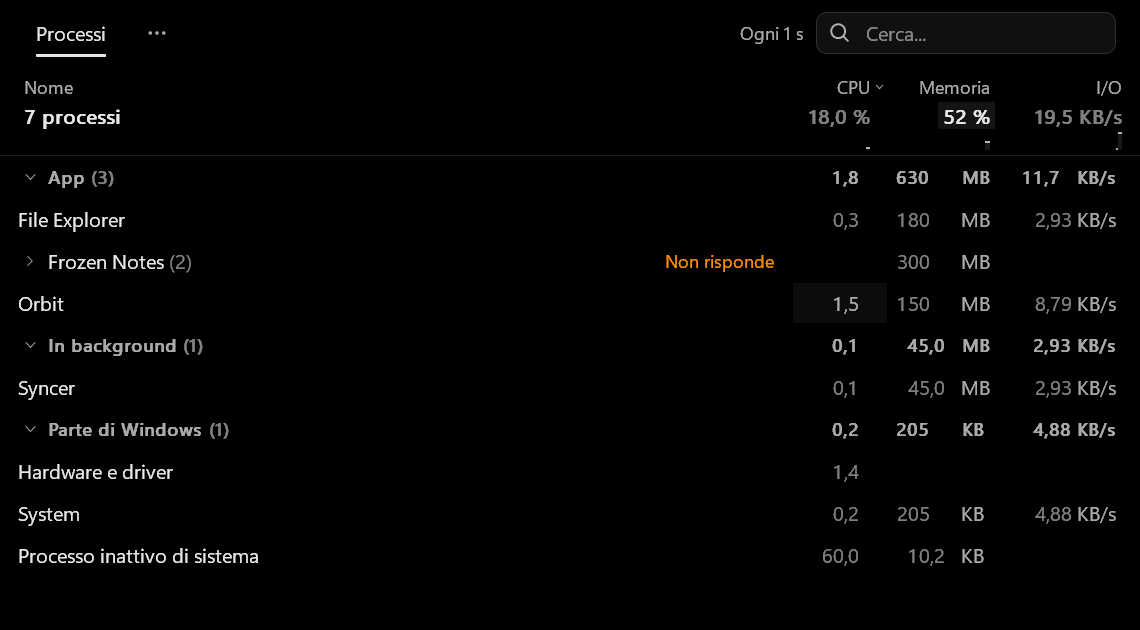 Processi ... Ogni 1 s Cerca...
Nome CPU Memoria I/O
7 processi 18,0 % 52 % 19,5 KB/s
App (3) 1,8 630 MB 11,7 KB/s
File Explorer 0,3 180 MB 2,93 KB/s
Frozen Notes (2) Non risponde 300 MB
Orbit 1,5 150 MB 8,79 KB/s
In background (1) 0,1 45,0 MB 2,93 KB/s
Syncer 0,1 45,0 MB 2,93 KB/s
Parte di Windows (1) 0,2 205 KB 4,88 KB/s
Hardware e driver 1,4
System 0,2 205 KB 4,88 KB/s
Processo inattivo di sistema 60,0 10,2 KB